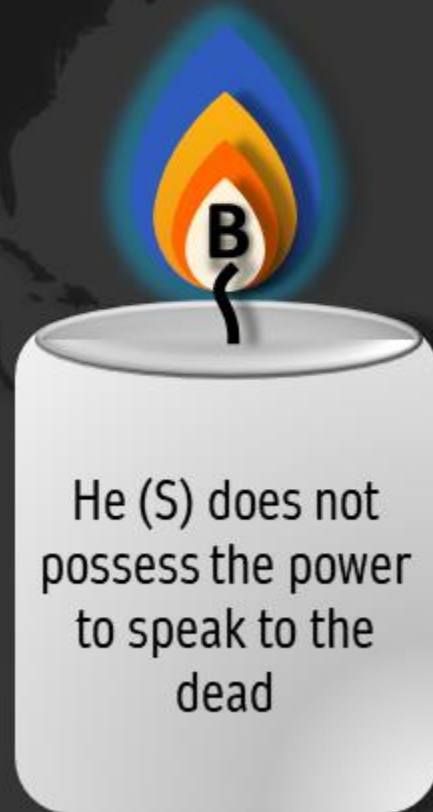 B
He (S) does not
possess the power
to speak to the
dead